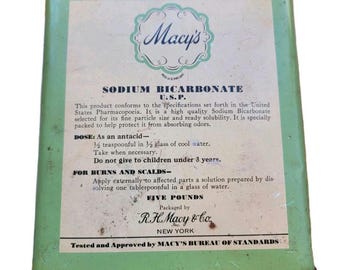 Macy's
SODIUM BICARBONATE
U.S.P.
This product conforms to the specifications set forth in the United
States Pharmacopoeia. It is a high quality Sodium Bicarbonate
selected for its fine particle size and ready solubility. It is specially
packed to help protect it from absorbing odors.
DOSE: As an antacid—
½ teaspoonful in ½ glass of cool water.
Take when necessary.
Do not give to children under 3 years.
FOR BURNS AND SCALDS—
Apply externally to affected parts a solution prepared by dis-
solving one tablespoonful in a glass of water.
FIVE POUNDS
Packaged by
R.H. Macy & Co.
Inc.
NEW YORK
Tested and Approved by MACY'S BUREAU OF STANDARDS